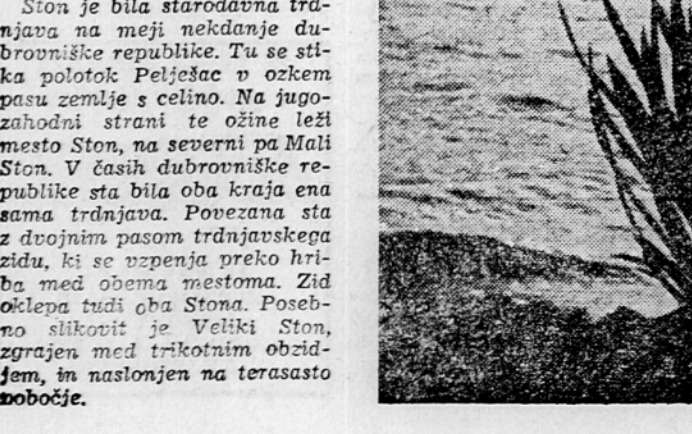 Ston je bila starodavna trd-
njava na meji nekdanje du-
brovniške republike. Tu se sti-
ka polotok Pelješac v ozkem
pasu zemlje s celino. Na jugo-
zahodni strani te ožine leži
mesto Ston, na severni pa Mali
Ston. V časih dubrovniške re-
publike sta bila oba kraja ena
sama trdnjava. Povezana sta
z dvojnim pasom trdnjavskega
zidu, ki se vzpenja preko hri-
ba med obema mestoma. Zid
oklepa tudi oba Stona. Poseb-
no slikovit je Veliki Ston,
zgrajen med trikotnim obzid-
jem, in naslonjen na terasasto
pobočje.